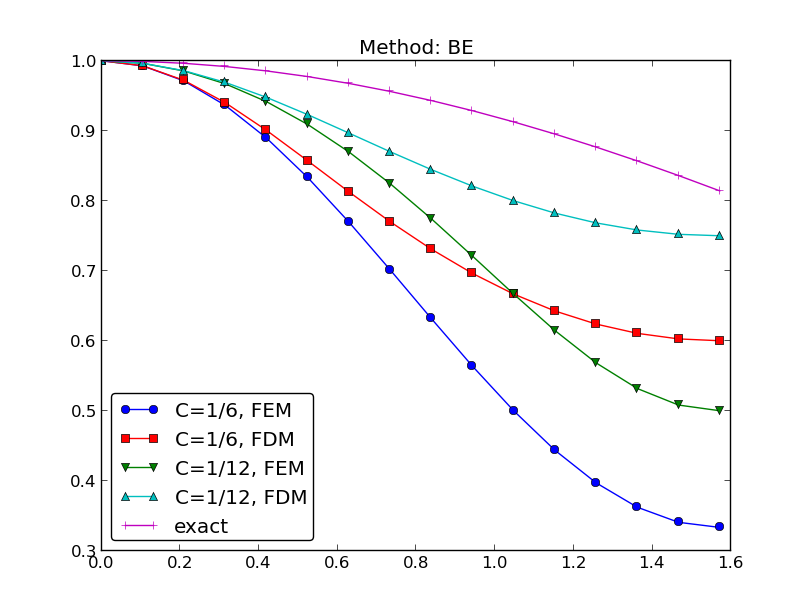 Method: BE
1.0
0.9
0.8
0.7
0.6
0.5
0.4
0.3
C=1/6, FEM
C=1/6, FDM
C=1/12, FEM
C=1/12, FDM
exact
0.0
0.2
0.4
0.6
0.8
1.0
1.2
1.4
1.6